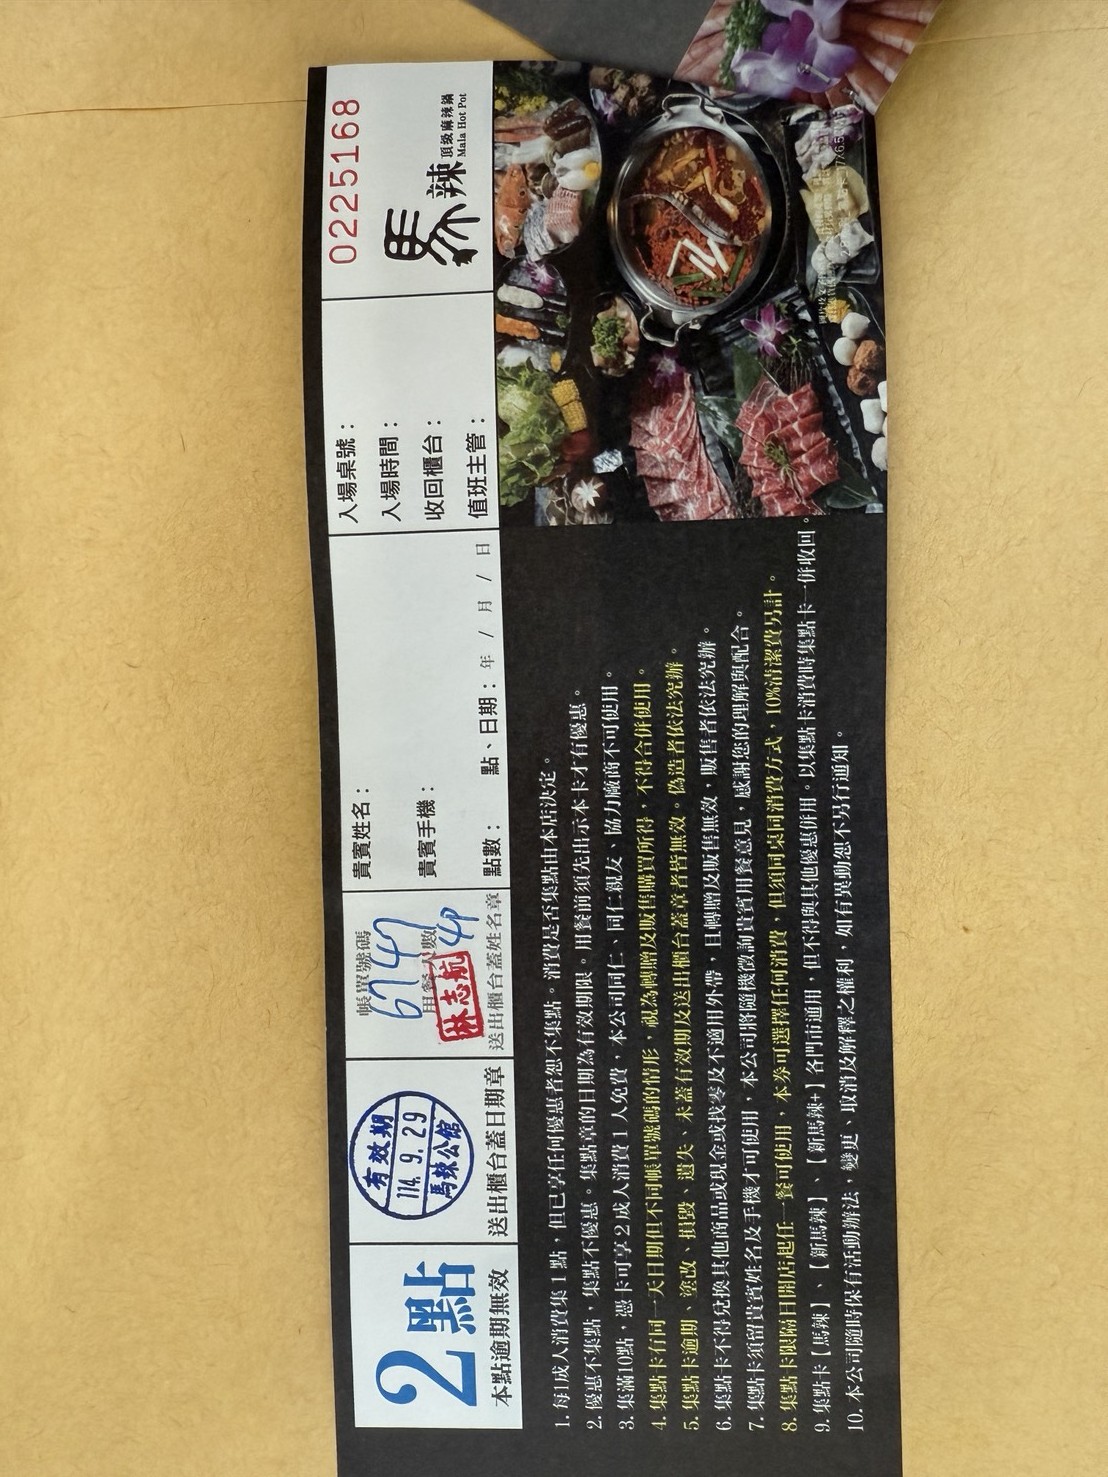 2點
本點逾期無效
有效期
114. 9. 29
馬辣公館
送出櫃台蓋日期章
帳單號碼
6747
用餐人數
4P
林志航
送出櫃台蓋姓名章
貴賓姓名：
貴賓手機：
點數： 點、日期： 年 / 月 / 日
入場桌號：
入場時間：
收回櫃台：
值班主管：
0225168
馬辣
頂級麻辣鍋
Mala Hot Pot
1. 每1成人消費集1點，但已享任何優惠者恕不集點。消費是否集點由本店決定。
2. 優惠不集點，集點不優惠。集點章的日期為有效期限。用餐前須先出示本卡才有優惠。
3. 集滿10點，憑卡可享2成人消費1人免費，本公司同仁、同仁親友、協力廠商不可使用。
4. 集點卡有同一天日期但不同帳單號碼的情形，視為轉贈及販售購買所得，不得合併使用。
5. 集點卡逾期、塗改、損毀、遺失、未蓋有效期及送出櫃台蓋章者皆無效。偽造者依法究辦。
6. 集點卡不得兌換其他商品或現金或找零及不適用外帶，且轉贈及販售無效，販售者依法究辦。
7. 集點卡須留貴賓姓名及手機才可使用，本公司將隨機徵詢貴賓用餐意見，感謝您的理解與配合。
8. 集點卡限隔日開店起任一餐可使用，本券可選擇任何消費，但須同桌同消費方式，10%清潔費另計。
9. 集點卡【馬辣】、【新馬辣】、【新馬辣+】各門市通用，但不得與其他優惠併用。以集點卡消費時集點卡一併收回。
10. 本公司隨時保有活動辦法，變更、取消及解釋之權利，如有異動恕不另行通知。